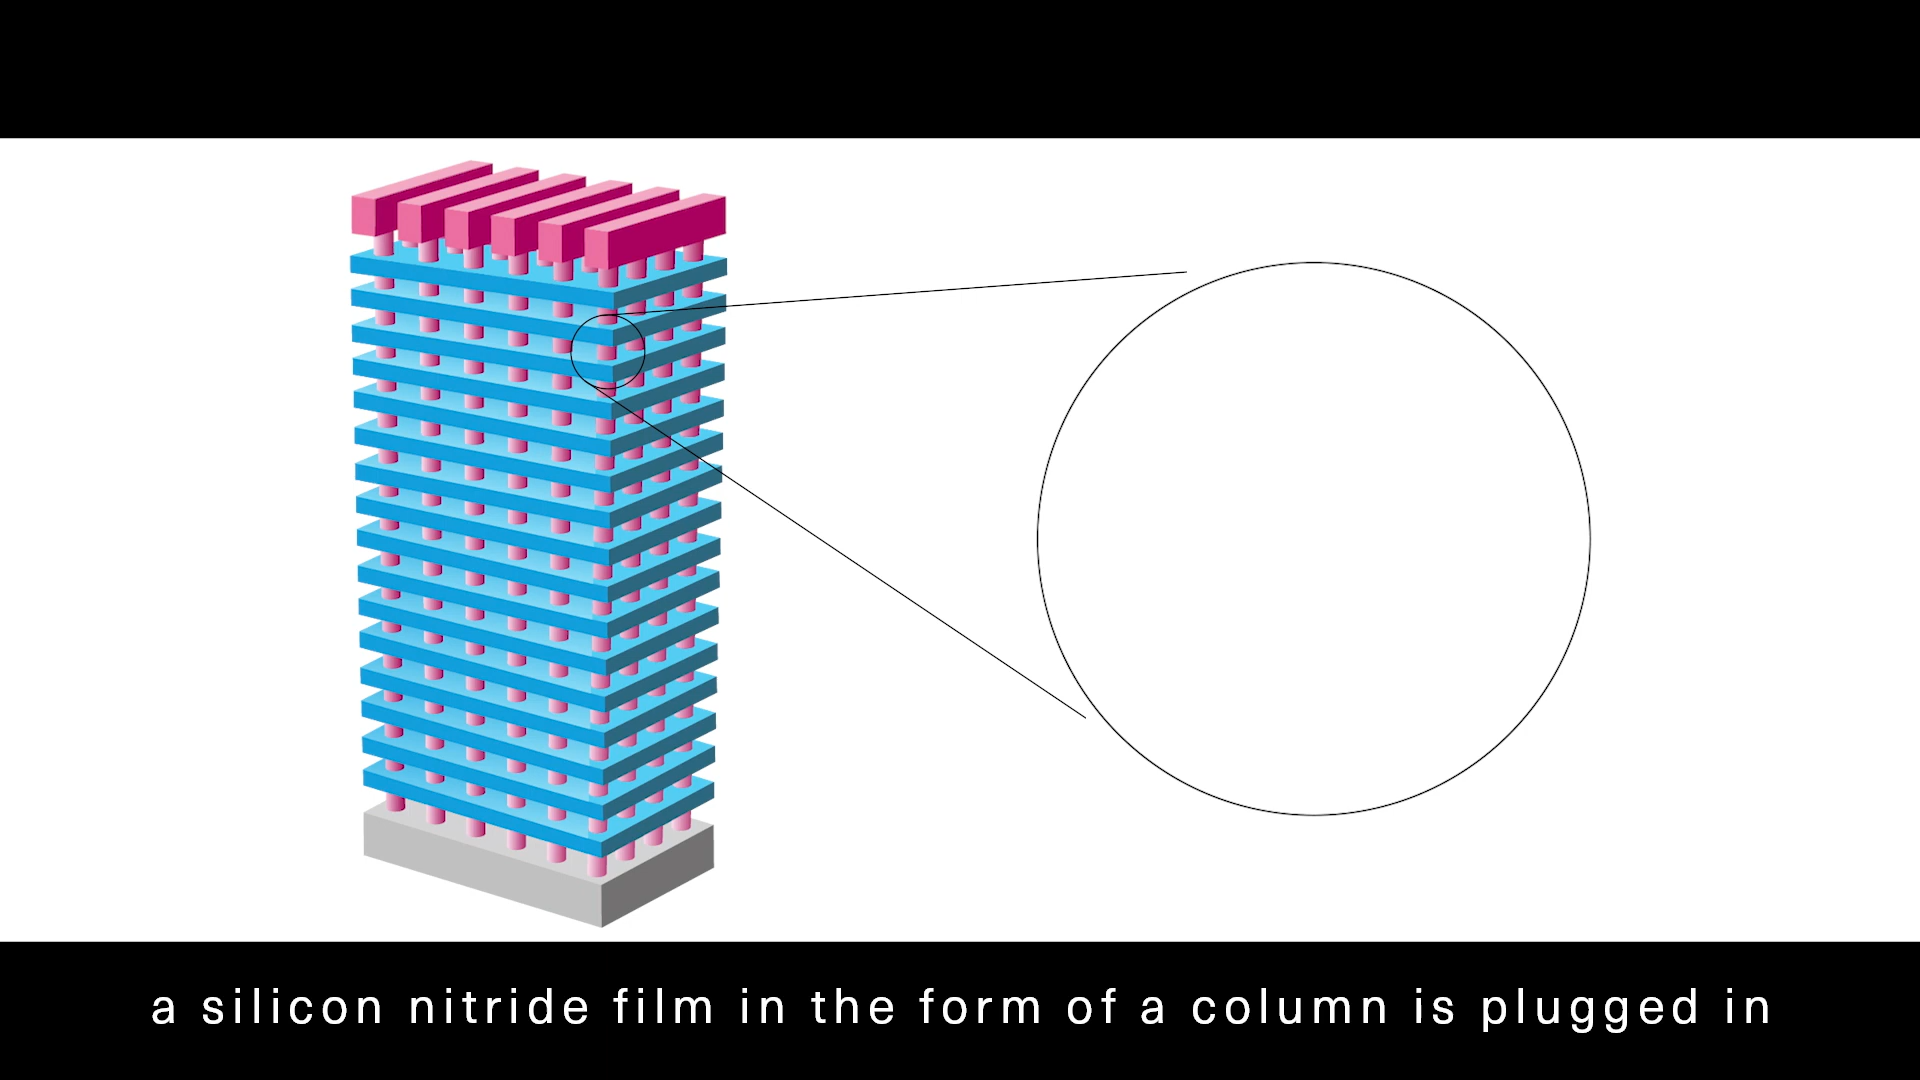 a silicon nitride film in the form of a column is plugged in